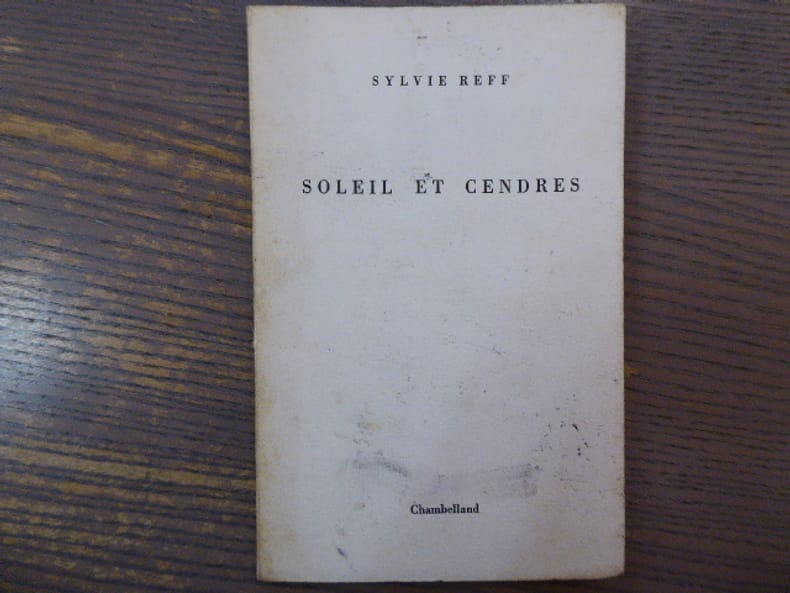 SYLVIE REFF
SOLEIL ET CENDRES
Chambelland